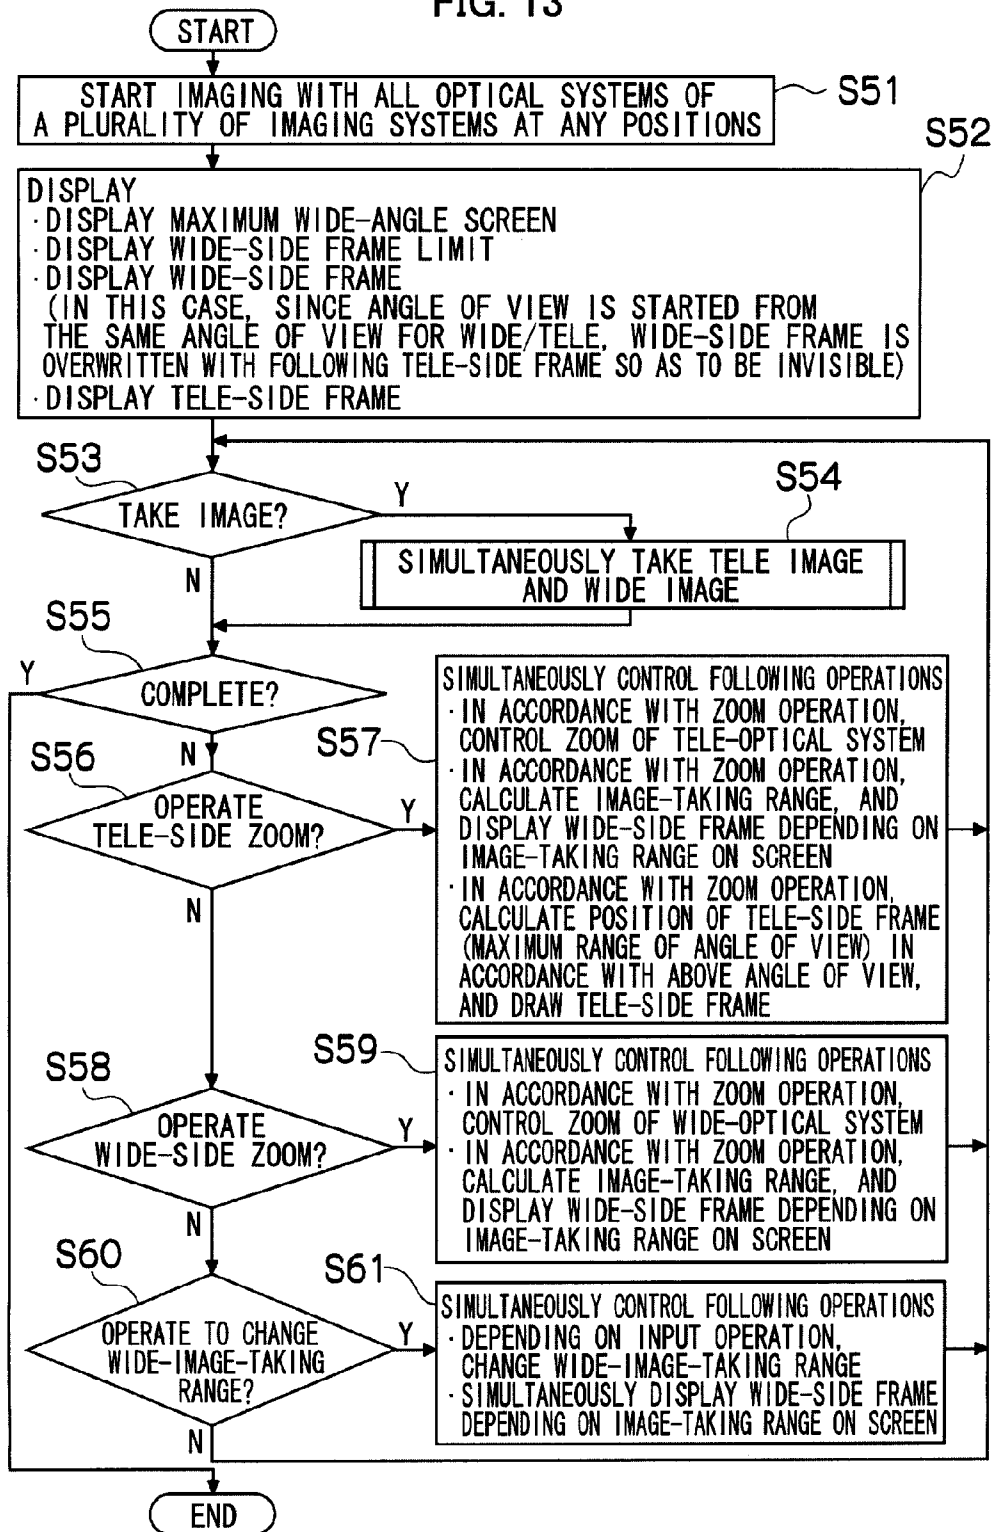 FIG. 13
START
START IMAGING WITH ALL OPTICAL SYSTEMS OF
A PLURALITY OF IMAGING SYSTEMS AT ANY POSITIONS
S51
S52
DISPLAY
·DISPLAY MAXIMUM WIDE-ANGLE SCREEN
·DISPLAY WIDE-SIDE FRAME LIMIT
·DISPLAY WIDE-SIDE FRAME
(IN THIS CASE, SINCE ANGLE OF VIEW IS STARTED FROM
THE SAME ANGLE OF VIEW FOR WIDE/TELE, WIDE-SIDE FRAME IS
OVERWRITTEN WITH FOLLOWING TELE-SIDE FRAME SO AS TO BE INVISIBLE)
·DISPLAY TELE-SIDE FRAME
S53
TAKE IMAGE?
Y
N
S54
SIMULTANEOUSLY TAKE TELE IMAGE
AND WIDE IMAGE
S55
Y
COMPLETE?
N
S56
OPERATE
TELE-SIDE ZOOM?
Y
N
S57
SIMULTANEOUSLY CONTROL FOLLOWING OPERATIONS
·IN ACCORDANCE WITH ZOOM OPERATION,
CONTROL ZOOM OF TELE-OPTICAL SYSTEM
·IN ACCORDANCE WITH ZOOM OPERATION,
CALCULATE IMAGE-TAKING RANGE, AND
DISPLAY WIDE-SIDE FRAME DEPENDING ON
IMAGE-TAKING RANGE ON SCREEN
·IN ACCORDANCE WITH ZOOM OPERATION,
CALCULATE POSITION OF TELE-SIDE FRAME
(MAXIMUM RANGE OF ANGLE OF VIEW) IN
ACCORDANCE WITH ABOVE ANGLE OF VIEW,
AND DRAW TELE-SIDE FRAME
S58
OPERATE
WIDE-SIDE ZOOM?
Y
N
S59
SIMULTANEOUSLY CONTROL FOLLOWING OPERATIONS
·IN ACCORDANCE WITH ZOOM OPERATION,
CONTROL ZOOM OF WIDE-OPTICAL SYSTEM
·IN ACCORDANCE WITH ZOOM OPERATION,
CALCULATE IMAGE-TAKING RANGE, AND
DISPLAY WIDE-SIDE FRAME DEPENDING ON
IMAGE-TAKING RANGE ON SCREEN
S60
OPERATE TO CHANGE
WIDE-IMAGE-TAKING
RANGE?
Y
N
S61
SIMULTANEOUSLY CONTROL FOLLOWING OPERATIONS
·DEPENDING ON INPUT OPERATION,
CHANGE WIDE-IMAGE-TAKING RANGE
·SIMULTANEOUSLY DISPLAY WIDE-SIDE FRAME
DEPENDING ON IMAGE-TAKING RANGE ON SCREEN
END